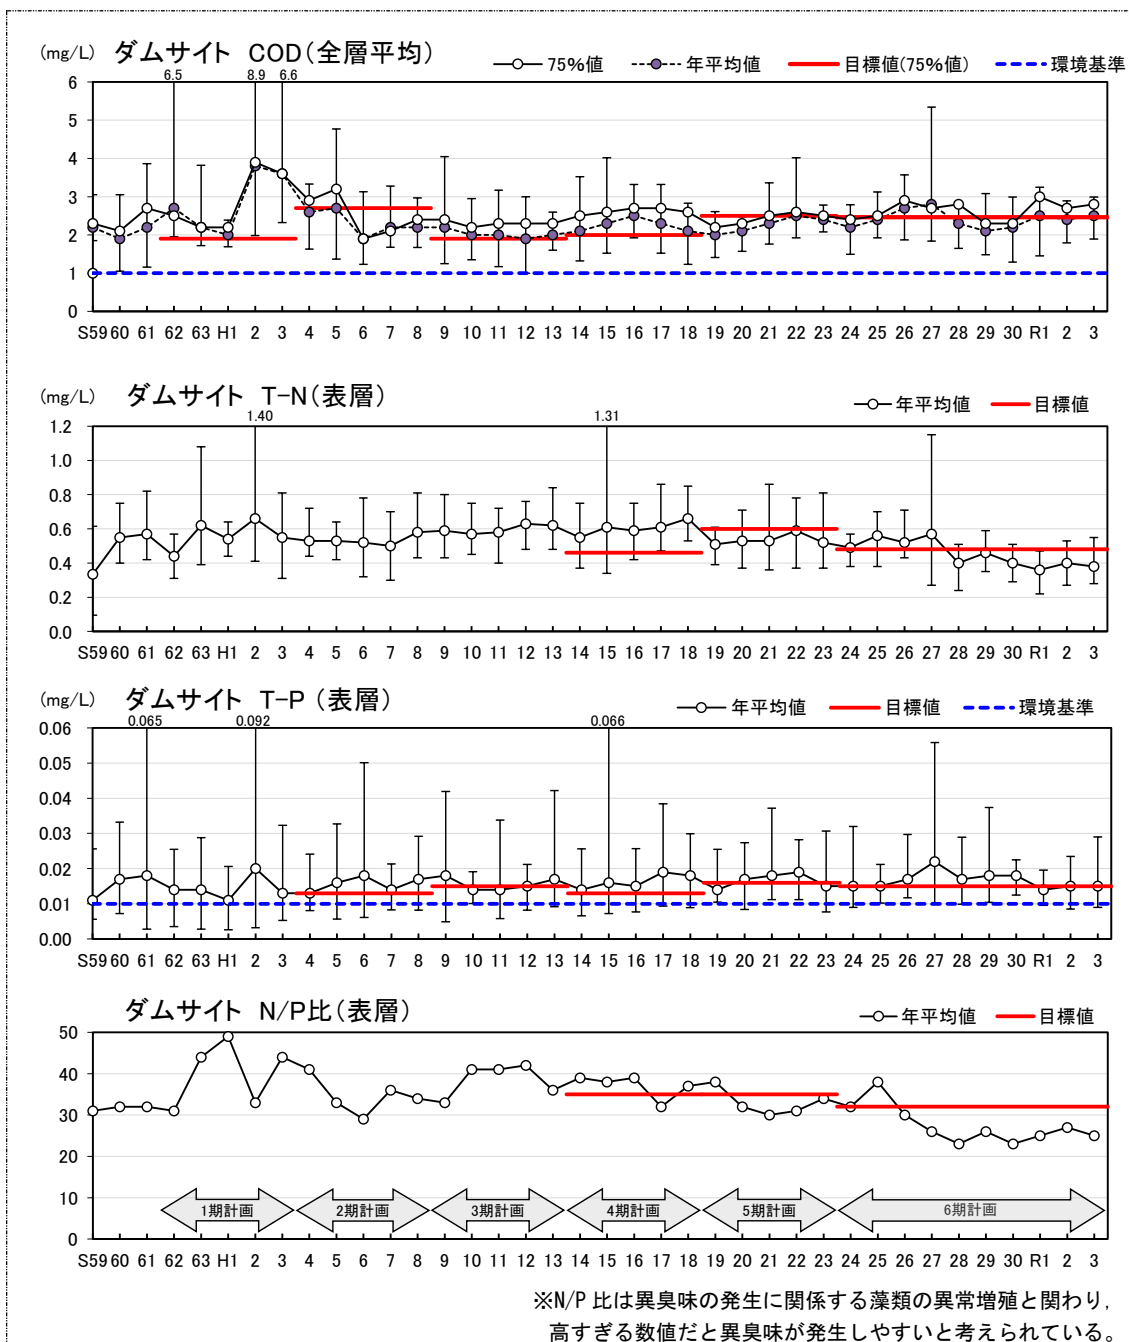 (mg/L) ダムサイト COD(全層平均)
75%値 年平均値 目標値(75%値) 環境基準
6.5 8.9 6.6
6
5
4
3
2
1
0
S59 60 61 62 63 H1 2 3 4 5 6 7 8 9 10 11 12 13 14 15 16 17 18 19 20 21 22 23 24 25 26 27 28 29 30 R1 2 3
(mg/L) ダムサイト T-N(表層)
年平均値 目標値
1.40 1.31
1.2
1.0
0.8
0.6
0.4
0.2
0.0
S59 60 61 62 63 H1 2 3 4 5 6 7 8 9 10 11 12 13 14 15 16 17 18 19 20 21 22 23 24 25 26 27 28 29 30 R1 2 3
(mg/L) ダムサイト T-P (表層)
年平均値 目標値 環境基準
0.065 0.092 0.066
0.06
0.05
0.04
0.03
0.02
0.01
0.00
S59 60 61 62 63 H1 2 3 4 5 6 7 8 9 10 11 12 13 14 15 16 17 18 19 20 21 22 23 24 25 26 27 28 29 30 R1 2 3
ダムサイト N/P比(表層)
年平均値 目標値
50
40
30
20
10
0
1期計画 2期計画 3期計画 4期計画 5期計画 6期計画
S59 60 61 62 63 H1 2 3 4 5 6 7 8 9 10 11 12 13 14 15 16 17 18 19 20 21 22 23 24 25 26 27 28 29 30 R1 2 3
※N/P 比は異臭味の発生に関係する藻類の異常増殖と関わり,
高すぎる数値だと異臭味が発生しやすいと考えられている。